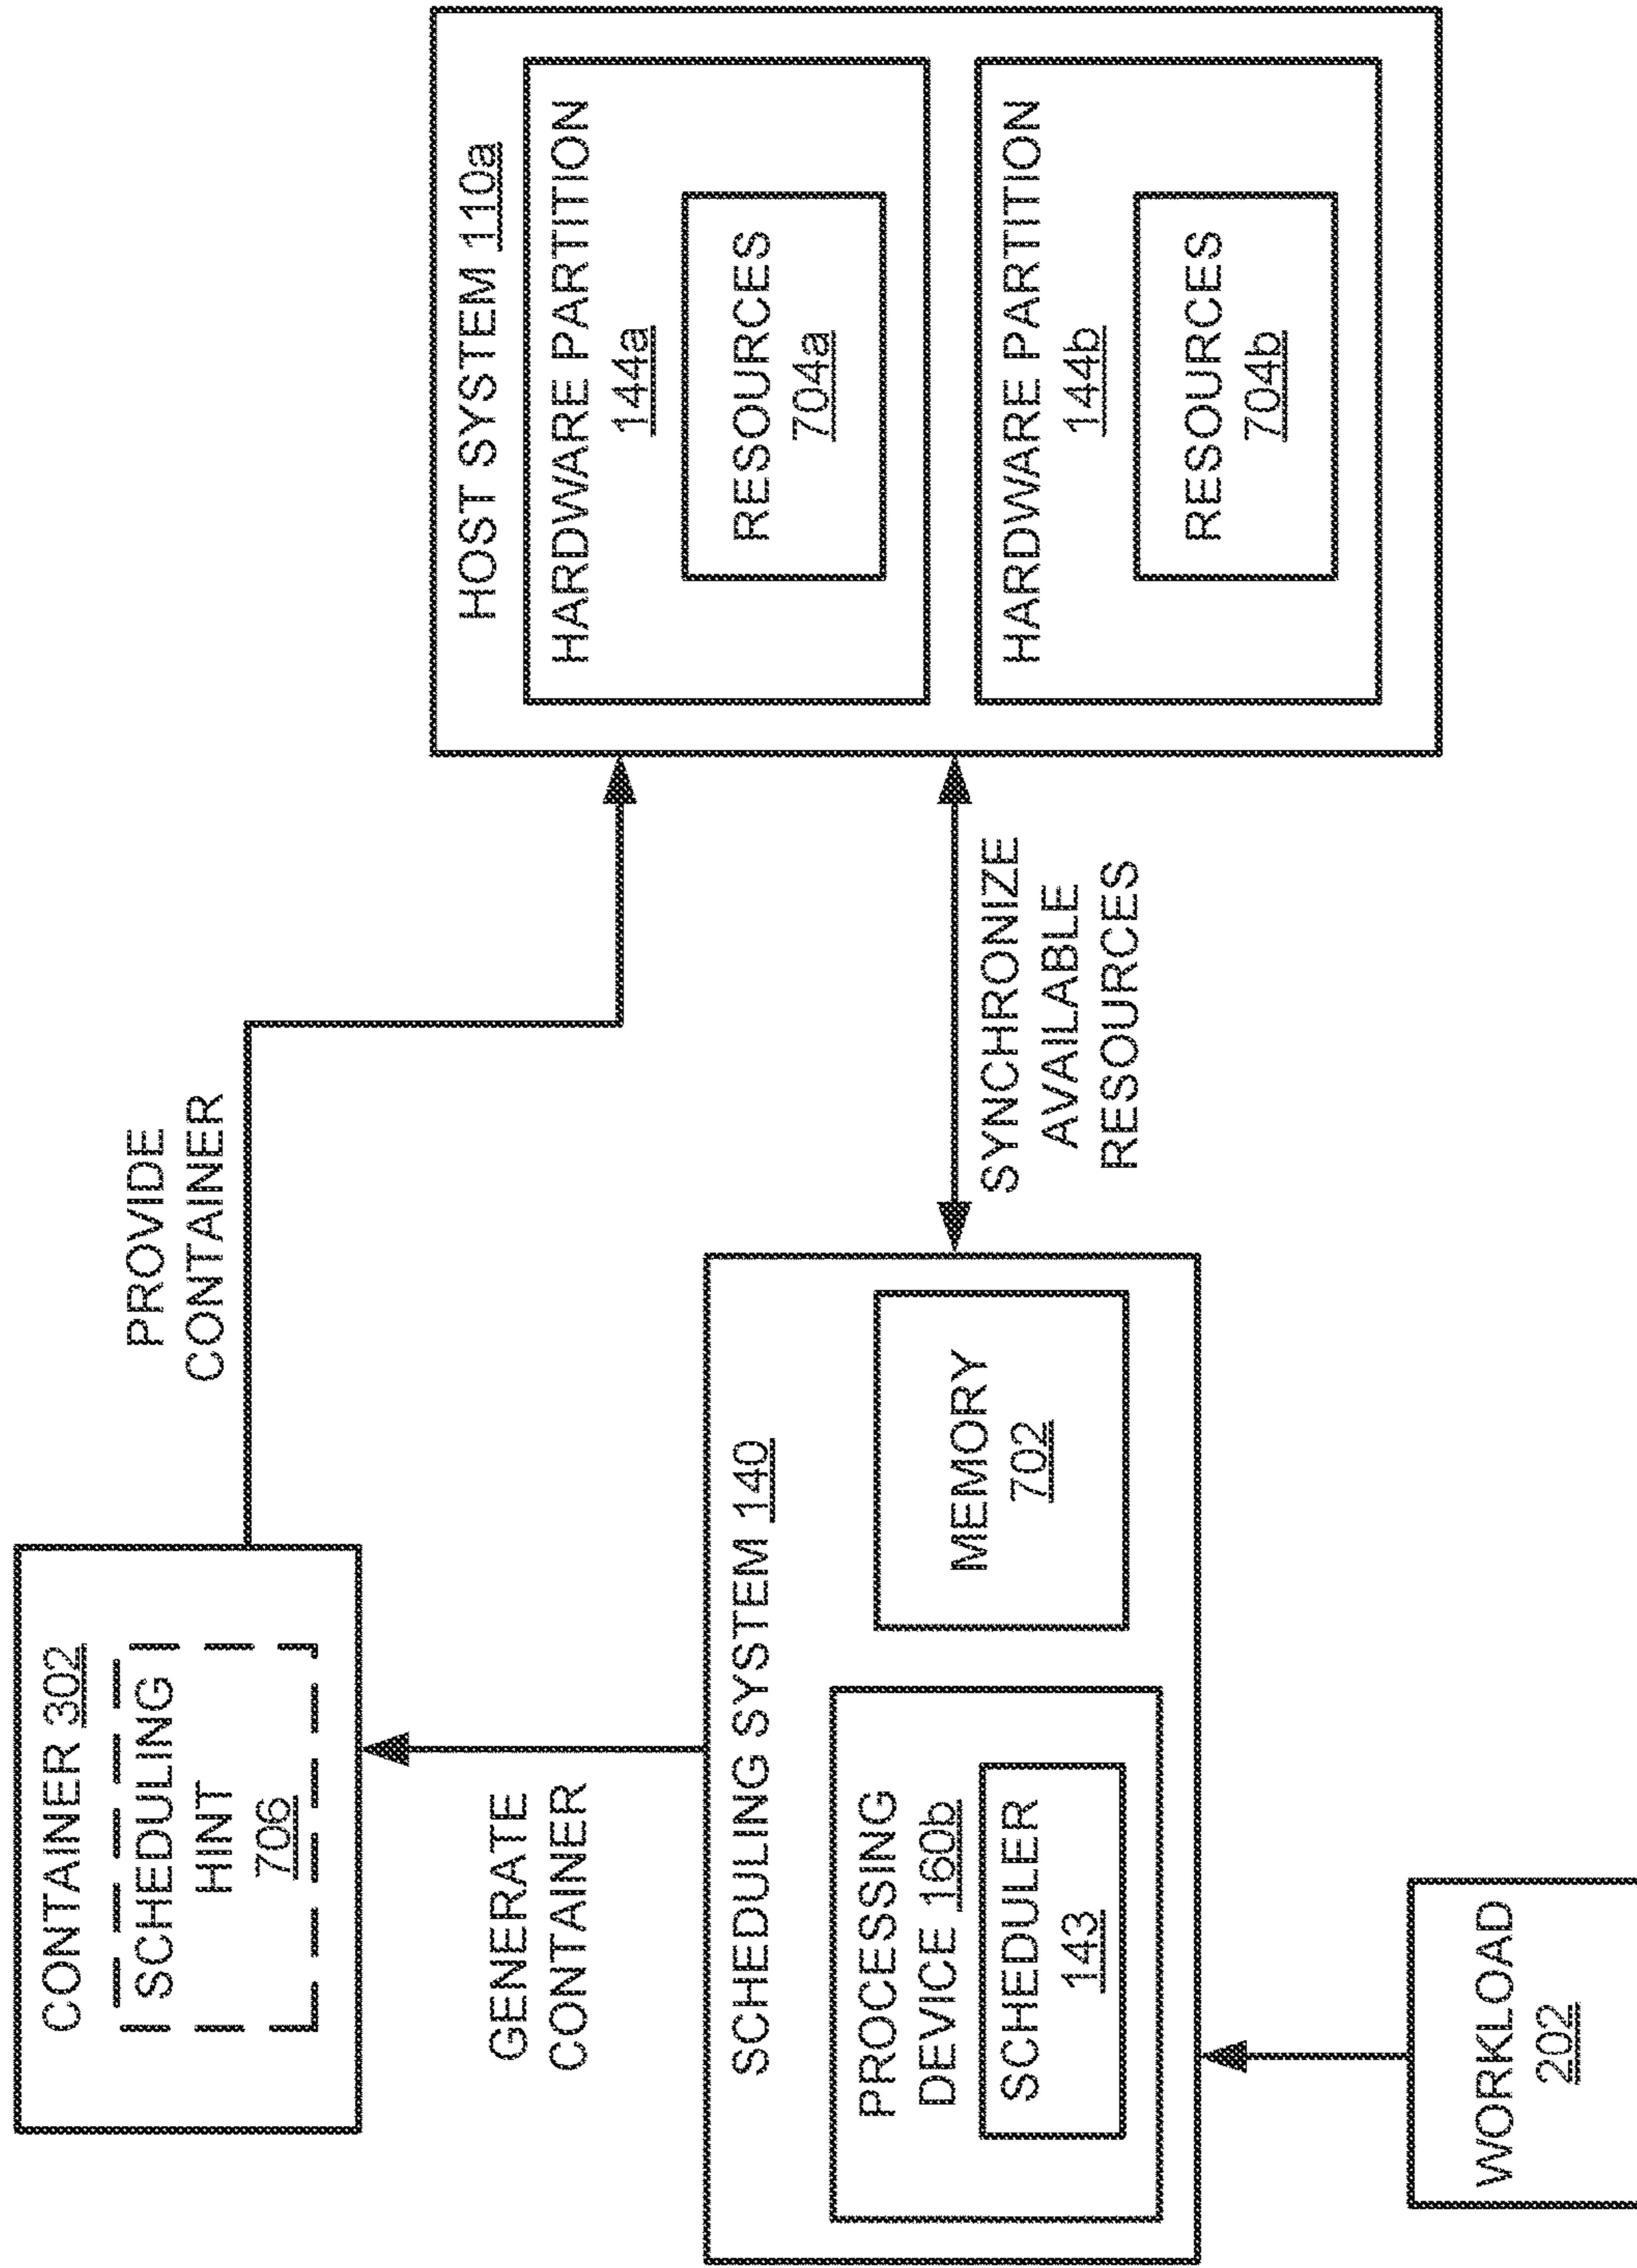 CONTAINER 302
SCHEDULING
HINT
706
PROVIDE
CONTAINER
GENERATE
CONTAINER
HOST SYSTEM 110a
HARDWARE PARTITION
144a
RESOURCES
704a
HARDWARE PARTITION
144b
RESOURCES
704b
SCHEDULING SYSTEM 140
PROCESSING
DEVICE 160b
SCHEDULER
143
MEMORY
702
SYNCHRONIZE
AVAILABLE
RESOURCES
WORKLOAD
202